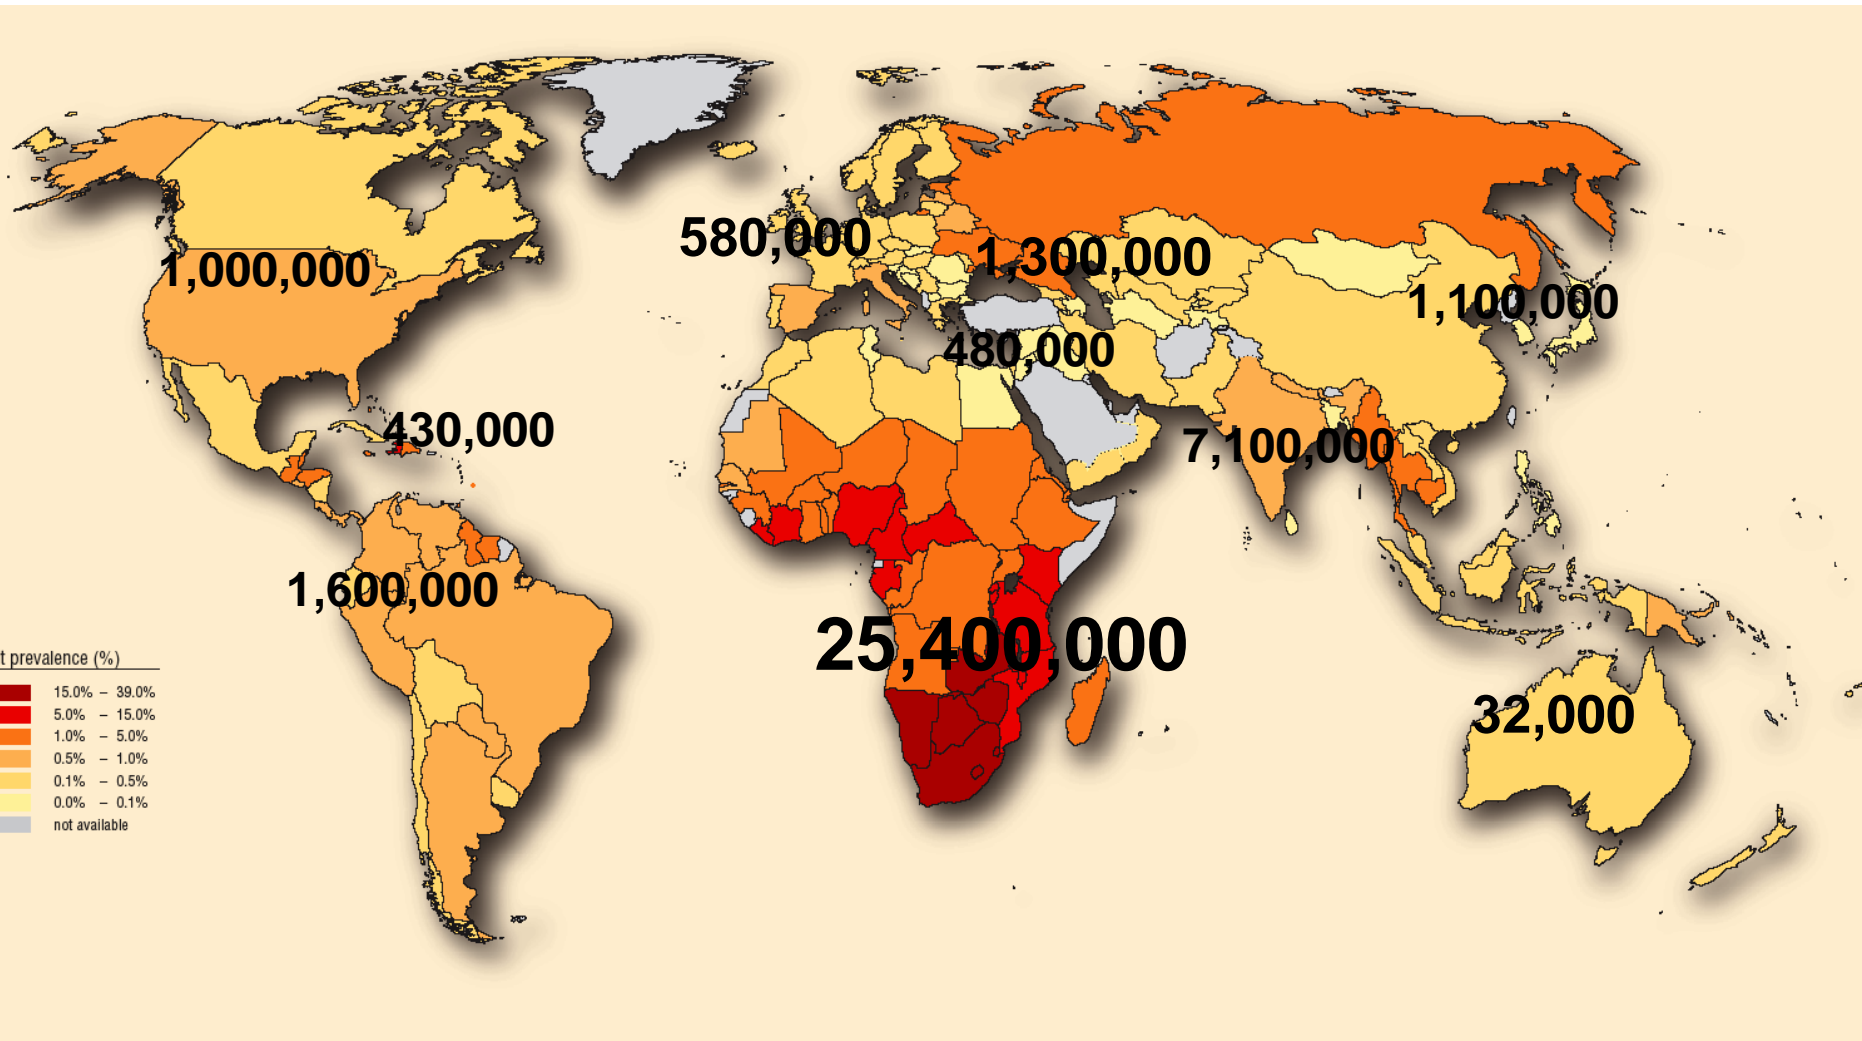 580,000
1,300,000
1,000,000
1,100,000
480,000
430,000
7,100,000
1,600,000
25,400,000
32,000
t prevalence (%)
15.0% – 39.0%
5.0% – 15.0%
1.0% – 5.0%
0.5% – 1.0%
0.1% – 0.5%
0.0% – 0.1%
not available